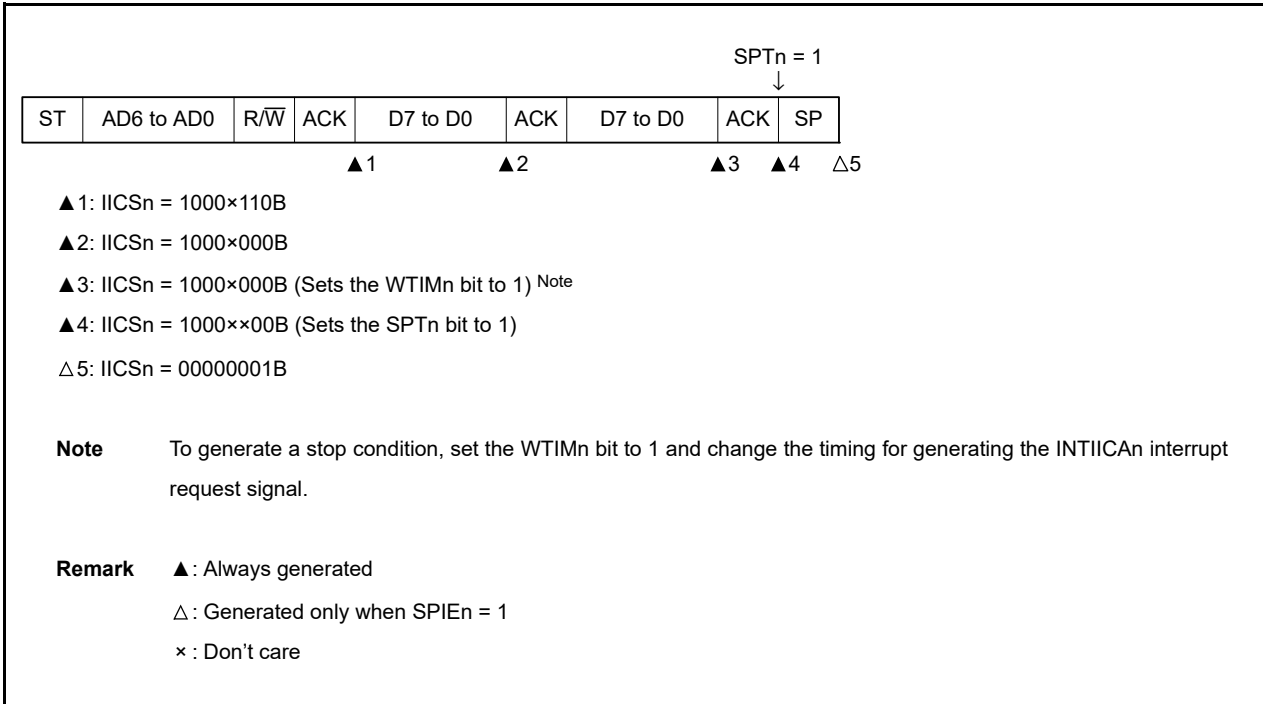 SPTn = 1
↓
ST AD6 to AD0 R/W̅ ACK D7 to D0 ACK D7 to D0 ACK SP
▲1 ▲2 ▲3 ▲4 △5
▲1: IICSn = 1000×110B
▲2: IICSn = 1000×000B
▲3: IICSn = 1000×000B (Sets the WTIMn bit to 1) Note
▲4: IICSn = 1000××00B (Sets the SPTn bit to 1)
△5: IICSn = 00000001B
Note To generate a stop condition, set the WTIMn bit to 1 and change the timing for generating the INTIICAn interrupt
request signal.
Remark ▲: Always generated
△: Generated only when SPIEn = 1
×: Don't care